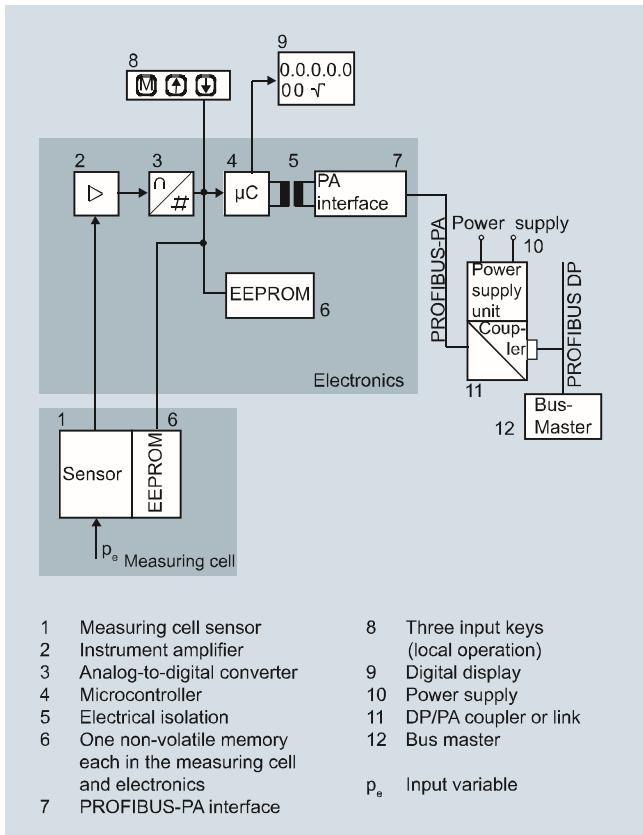 8
M
9
0.0.0.0.0
0 0 √
2
3
4
5
7
∩
#
µC
PA
interface
PROFIBUS-PA
Power supply
10
Power
supply
unit
Coup-
ler
PROFIBUS DP
EEPROM
6
11
Electronics
12
Bus-
Master
1
6
Sensor
EEPROM
pe
Measuring cell
1 Measuring cell sensor
2 Instrument amplifier
3 Analog-to-digital converter
4 Microcontroller
5 Electrical isolation
6 One non-volatile memory
each in the measuring cell
and electronics
7 PROFIBUS-PA interface
8 Three input keys
(local operation)
9 Digital display
10 Power supply
11 DP/PA coupler or link
12 Bus master
pe Input variable